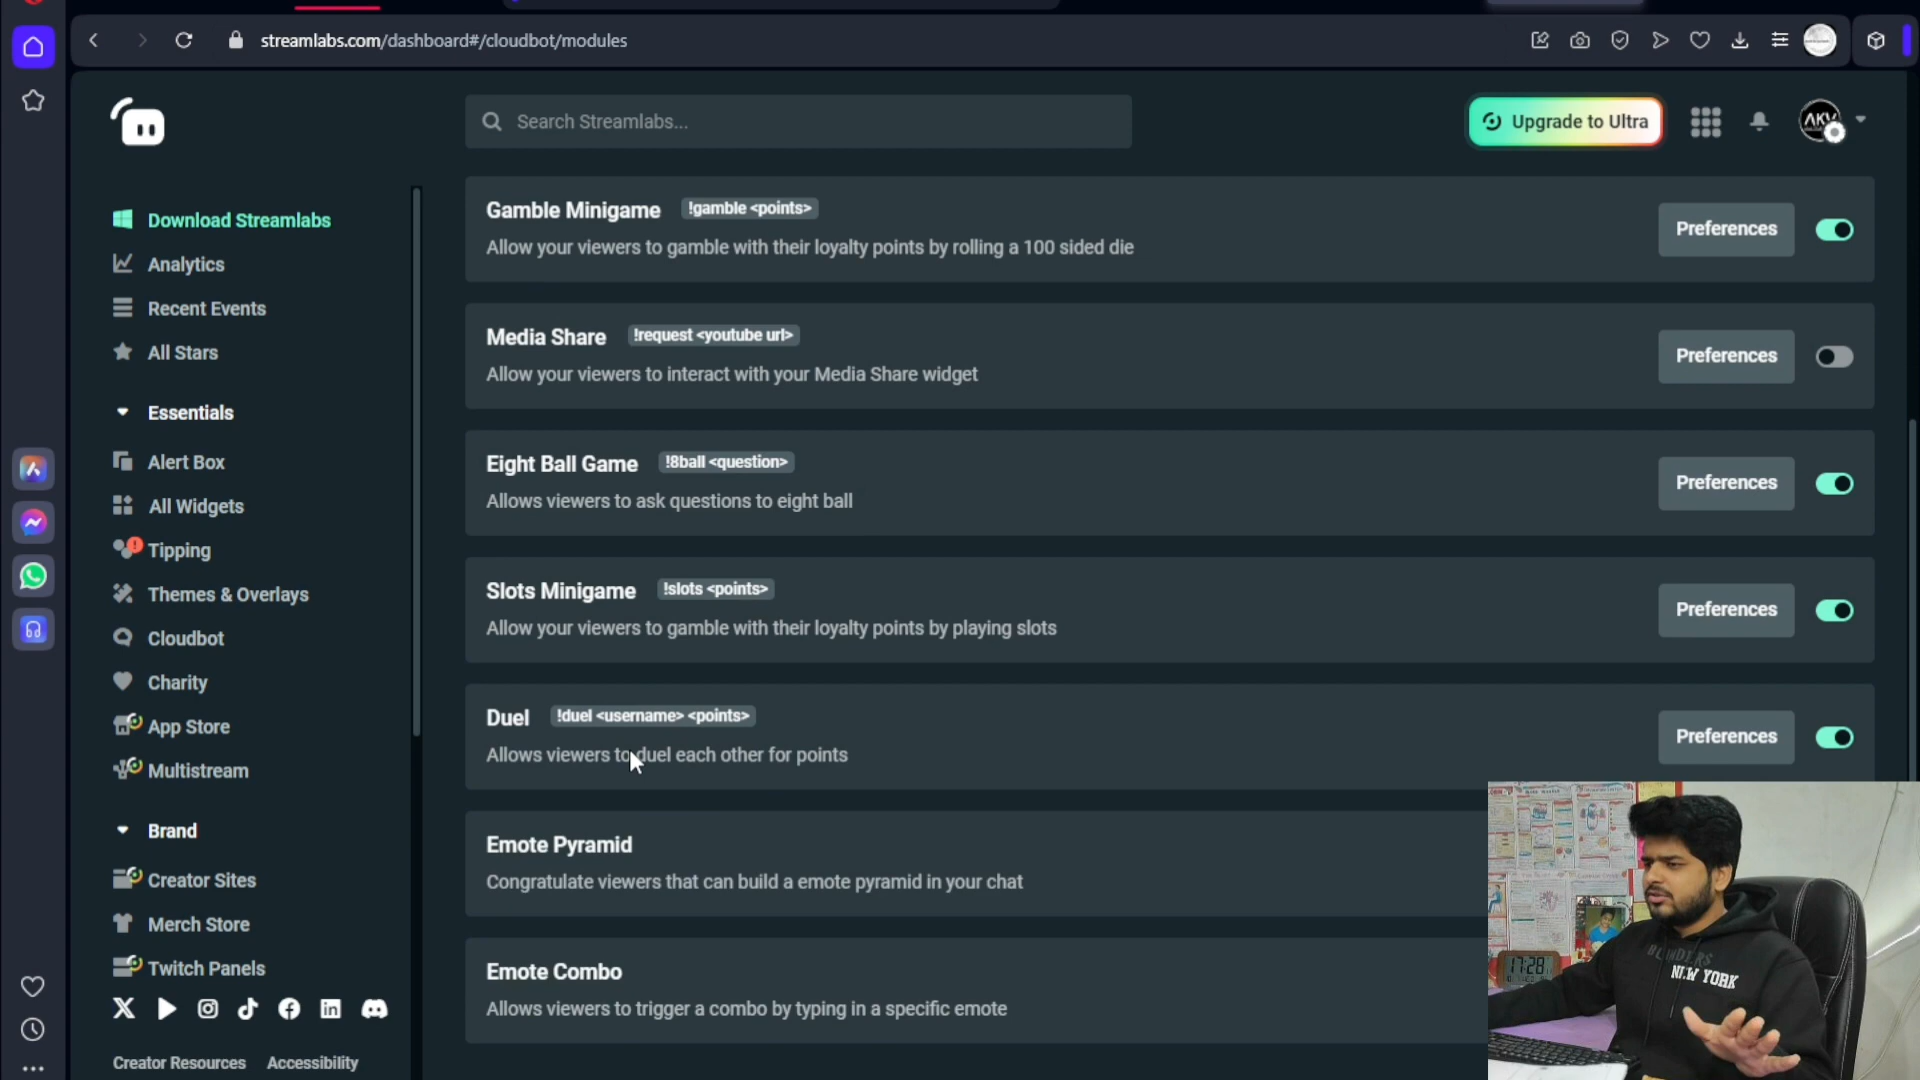 streamlabs.com/dashboard#/cloudbot/modules
Search Streamlabs...
Upgrade to Ultra
AKV
Download Streamlabs
Analytics
Recent Events
All Stars
Essentials
Alert Box
All Widgets
Tipping
Themes & Overlays
Cloudbot
Charity
App Store
Multistream
Brand
Creator Sites
Merch Store
Twitch Panels
Creator Resources Accessibility
Gamble Minigame !gamble <points>
Allow your viewers to gamble with their loyalty points by rolling a 100 sided die
Preferences
Media Share !request <youtube url>
Allow your viewers to interact with your Media Share widget
Preferences
Eight Ball Game !8ball <question>
Allows viewers to ask questions to eight ball
Preferences
Slots Minigame !slots <points>
Allow your viewers to gamble with their loyalty points by playing slots
Preferences
Duel !duel <username> <points>
Allows viewers to duel each other for points
Preferences
Emote Pyramid
Congratulate viewers that can build a emote pyramid in your chat
Emote Combo
Allows viewers to trigger a combo by typing in a specific emote
17:28
NEW YORK